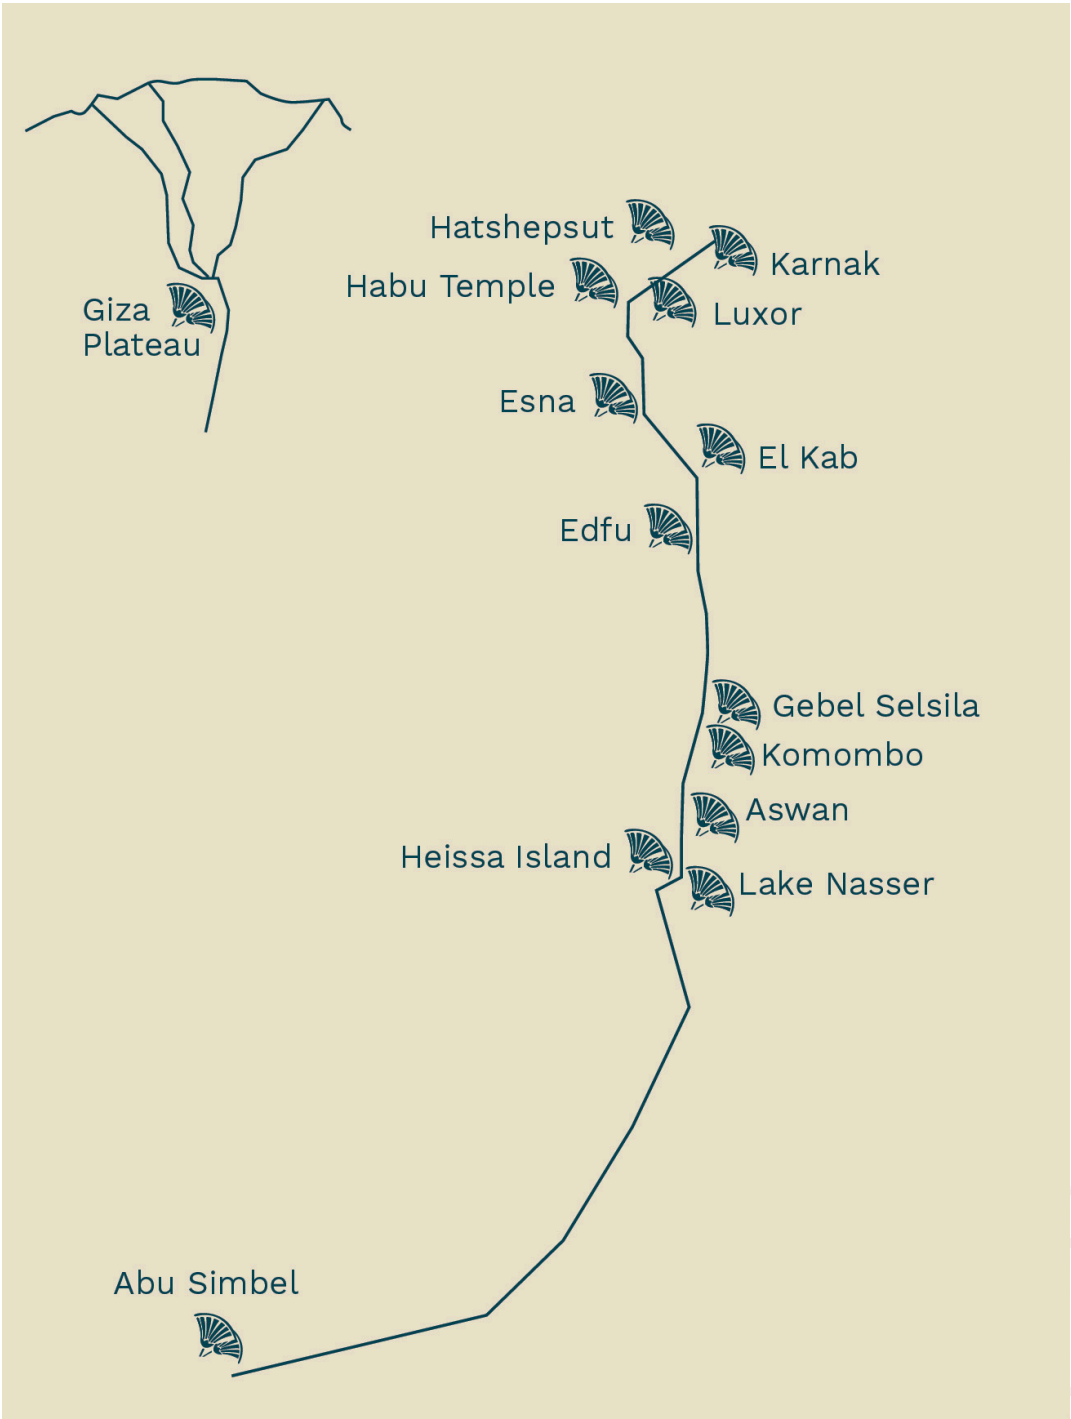 Hatshepsut
Karnak
Habu Temple
Giza
Plateau
Luxor
Esna
El Kab
Edfu
Gebel Selsila
Komombo
Aswan
Heissa Island
Lake Nasser
Abu Simbel